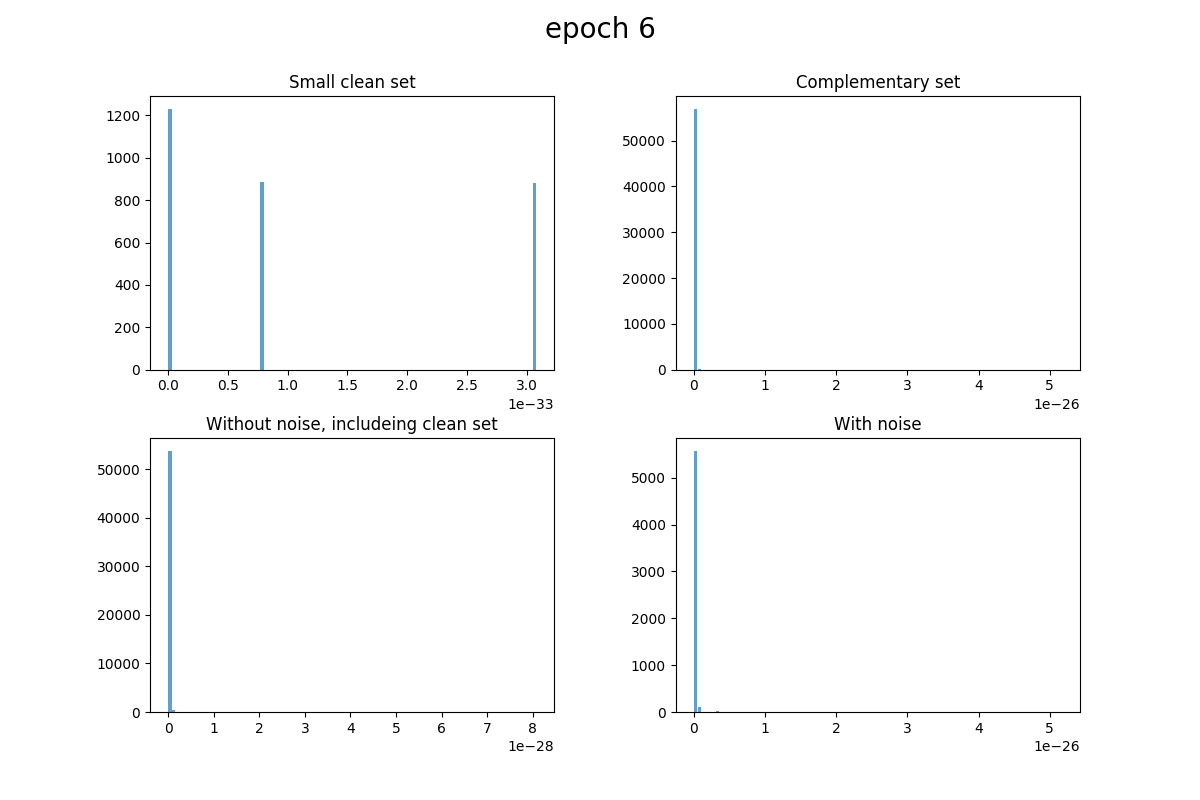 epoch 6
Small clean set
1200
1000
800
600
400
200
0
0.0 0.5 1.0 1.5 2.0 2.5 3.0
1e−33
Complementary set
50000
40000
30000
20000
10000
0
0 1 2 3 4 5
1e−26
Without noise, includeing clean set
50000
40000
30000
20000
10000
0
0 1 2 3 4 5 6 7 8
1e−28
With noise
5000
4000
3000
2000
1000
0
0 1 2 3 4 5
1e−26